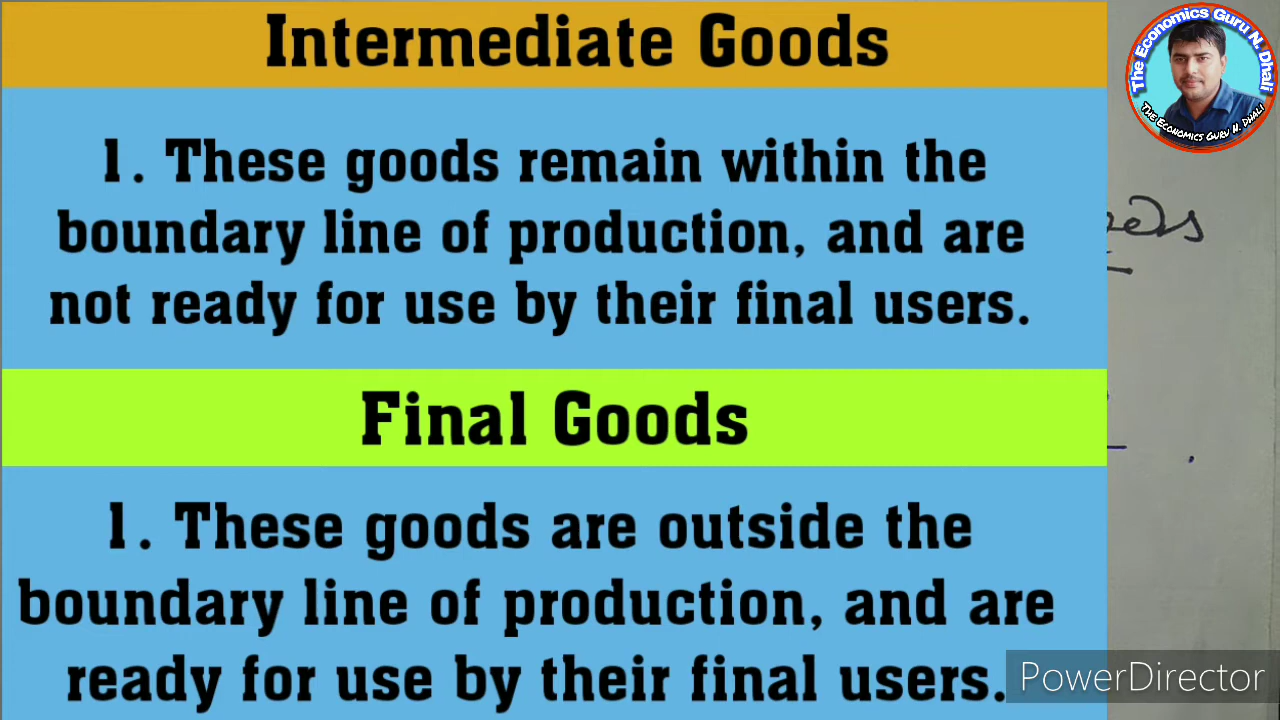 Intermediate Goods
1. These goods remain within the
boundary line of production, and are
not ready for use by their final users.
Final Goods
1. These goods are outside the
boundary line of production, and are
ready for use by their final users.
The Economics Guru N. Dhali
The Economics Guru N. Dhali
PowerDirector